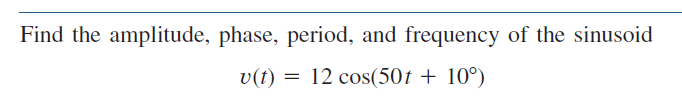 Find the amplitude, phase, period, and frequency of the sinusoid
v(t) = 12 cos(50t + 10°)